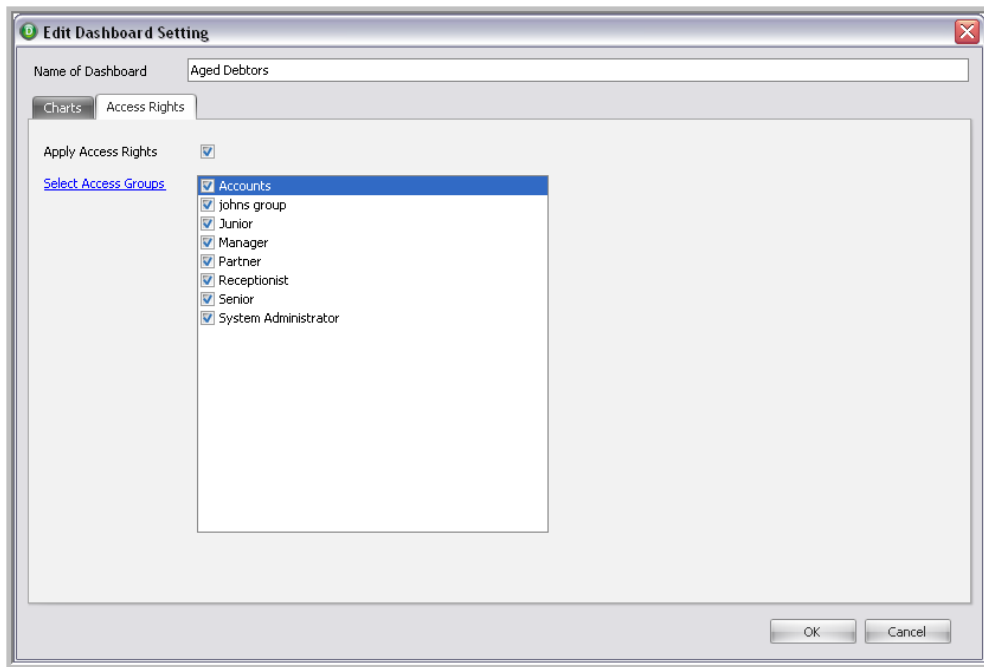 Edit Dashboard Setting
Name of Dashboard Aged Debtors
Charts Access Rights
Apply Access Rights
Select Access Groups Accounts
johns group
Junior
Manager
Partner
Receptionist
Senior
System Administrator
OK Cancel